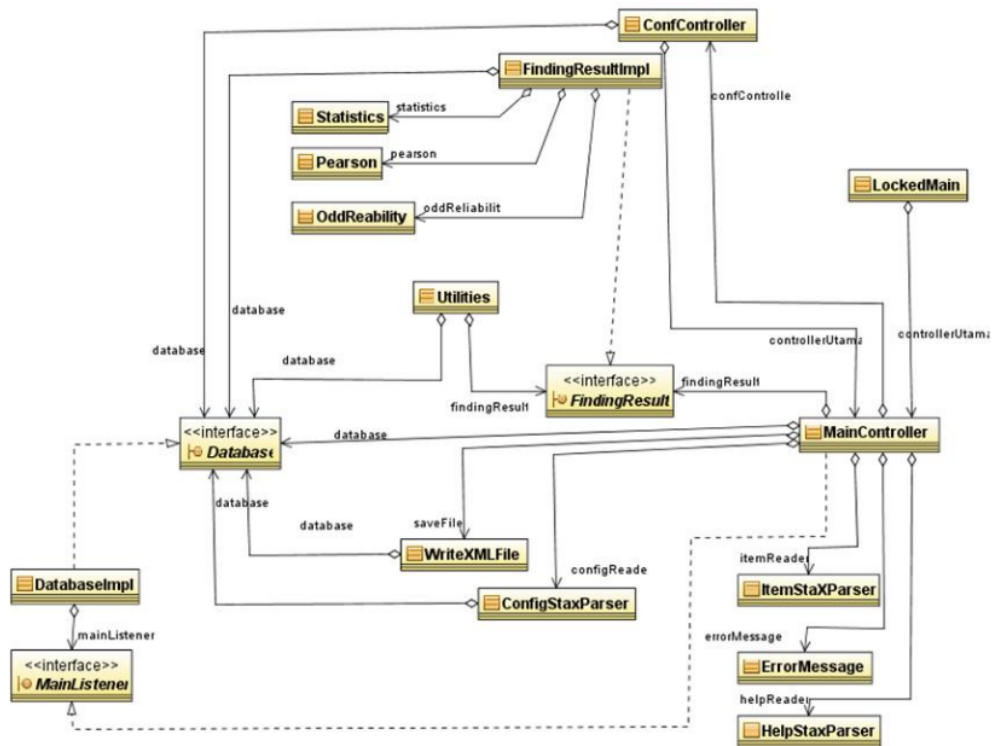 ConfController
FindingResultImpl
confControlle
statistics
Statistics
pearson
Pearson
LockedMain
oddReliabilit
OddReability
Utilities
database
database
database
controllerUtama
controllerUtama
<<interface>>
FindingResult
findingResult
findingResult
<<interface>>
Database
database
MainController
database
database
saveFile
WriteXMLFile
configReade
itemReader
DatabaseImpl
ConfigStaxParser
ItemStaXParser
mainListener
errorMessage
<<interface>>
MainListener
ErrorMessage
helpReader
HelpStaxParser